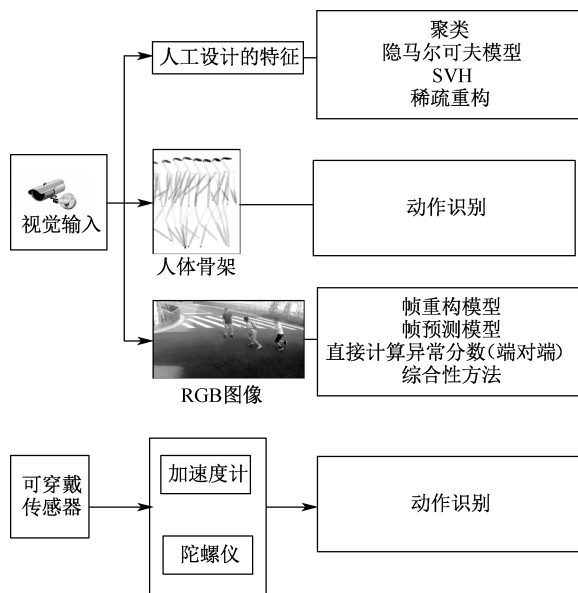 人工设计的特征
聚类
隐马尔可夫模型
SVH
稀疏重构
视觉输入
人体骨架
动作识别
RGB图像
帧重构模型
帧预测模型
直接计算异常分数(端对端)
综合性方法
可穿戴
传感器
加速度计
陀螺仪
动作识别